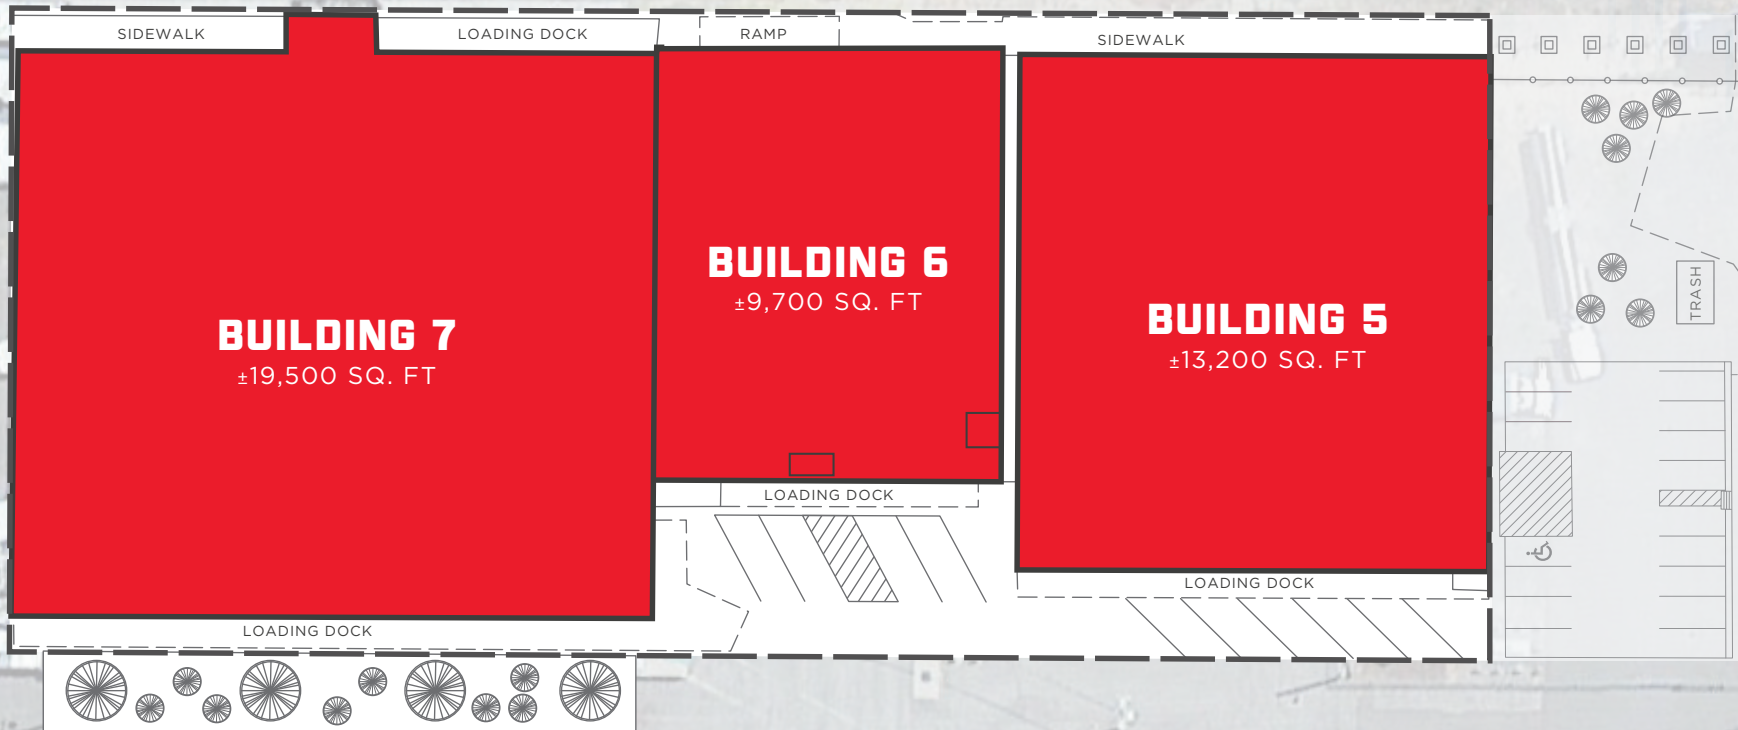 SIDEWALK
LOADING DOCK
RAMP
SIDEWALK
BUILDING 7
±19,500 SQ. FT
BUILDING 6
±9,700 SQ. FT
BUILDING 5
±13,200 SQ. FT
TRASH
LOADING DOCK
LOADING DOCK
LOADING DOCK